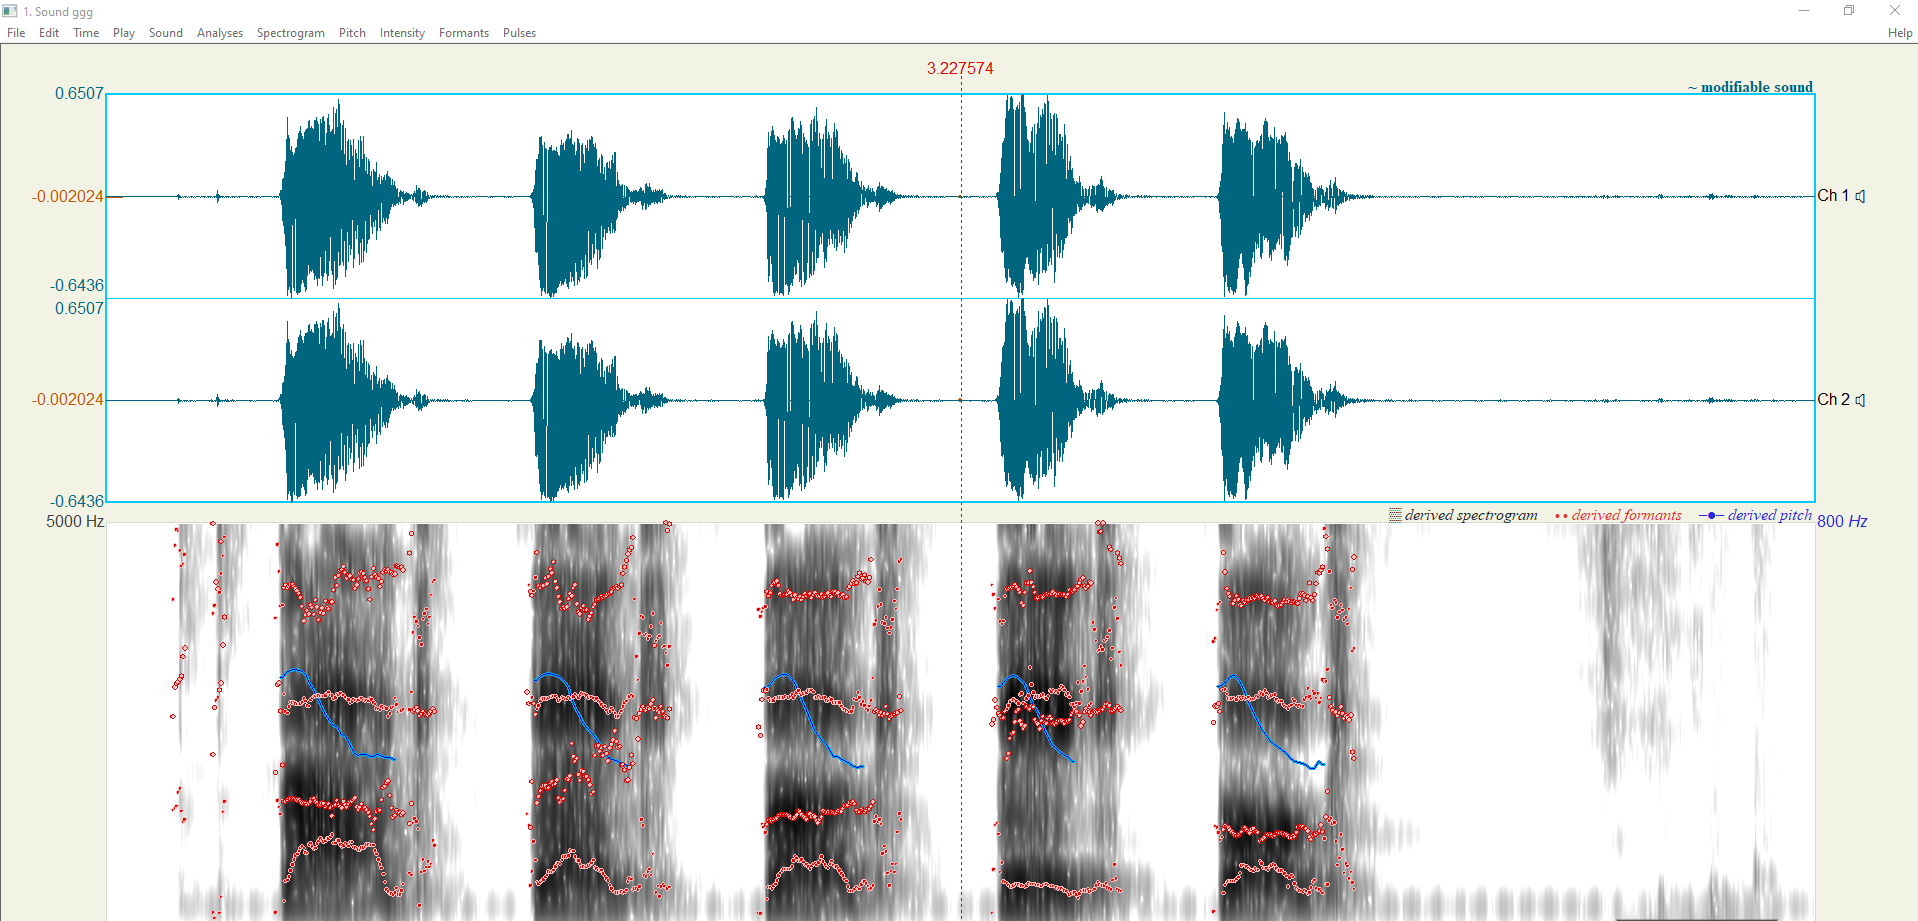 1. Sound ggg
File Edit Time Play Sound Analyses Spectrogram Pitch Intensity Formants Pulses Help
3.227574
~ modifiable sound
0.6507
-0.002024
Ch 1
-0.6436
0.6507
-0.002024
Ch 2
-0.6436
5000 Hz
derived spectrogram derived formants derived pitch
800 Hz